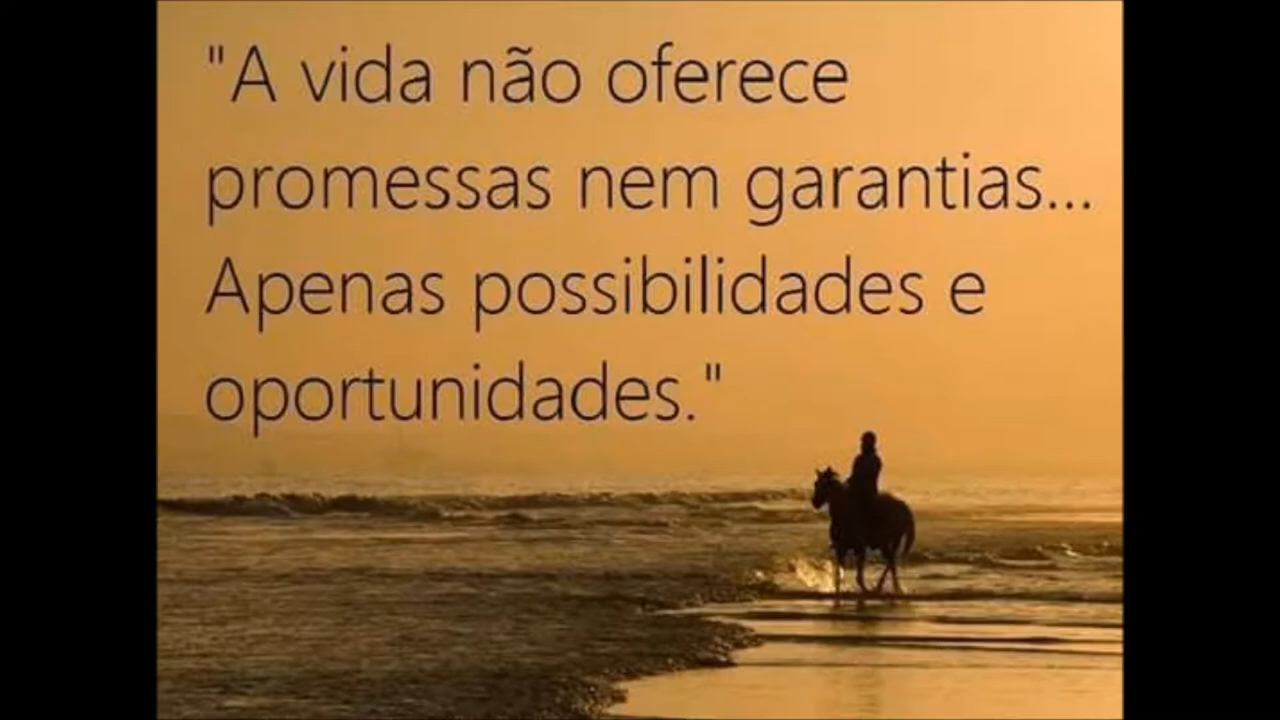 "A vida não oferece
promessas nem garantias...
Apenas possibilidades e
oportunidades."